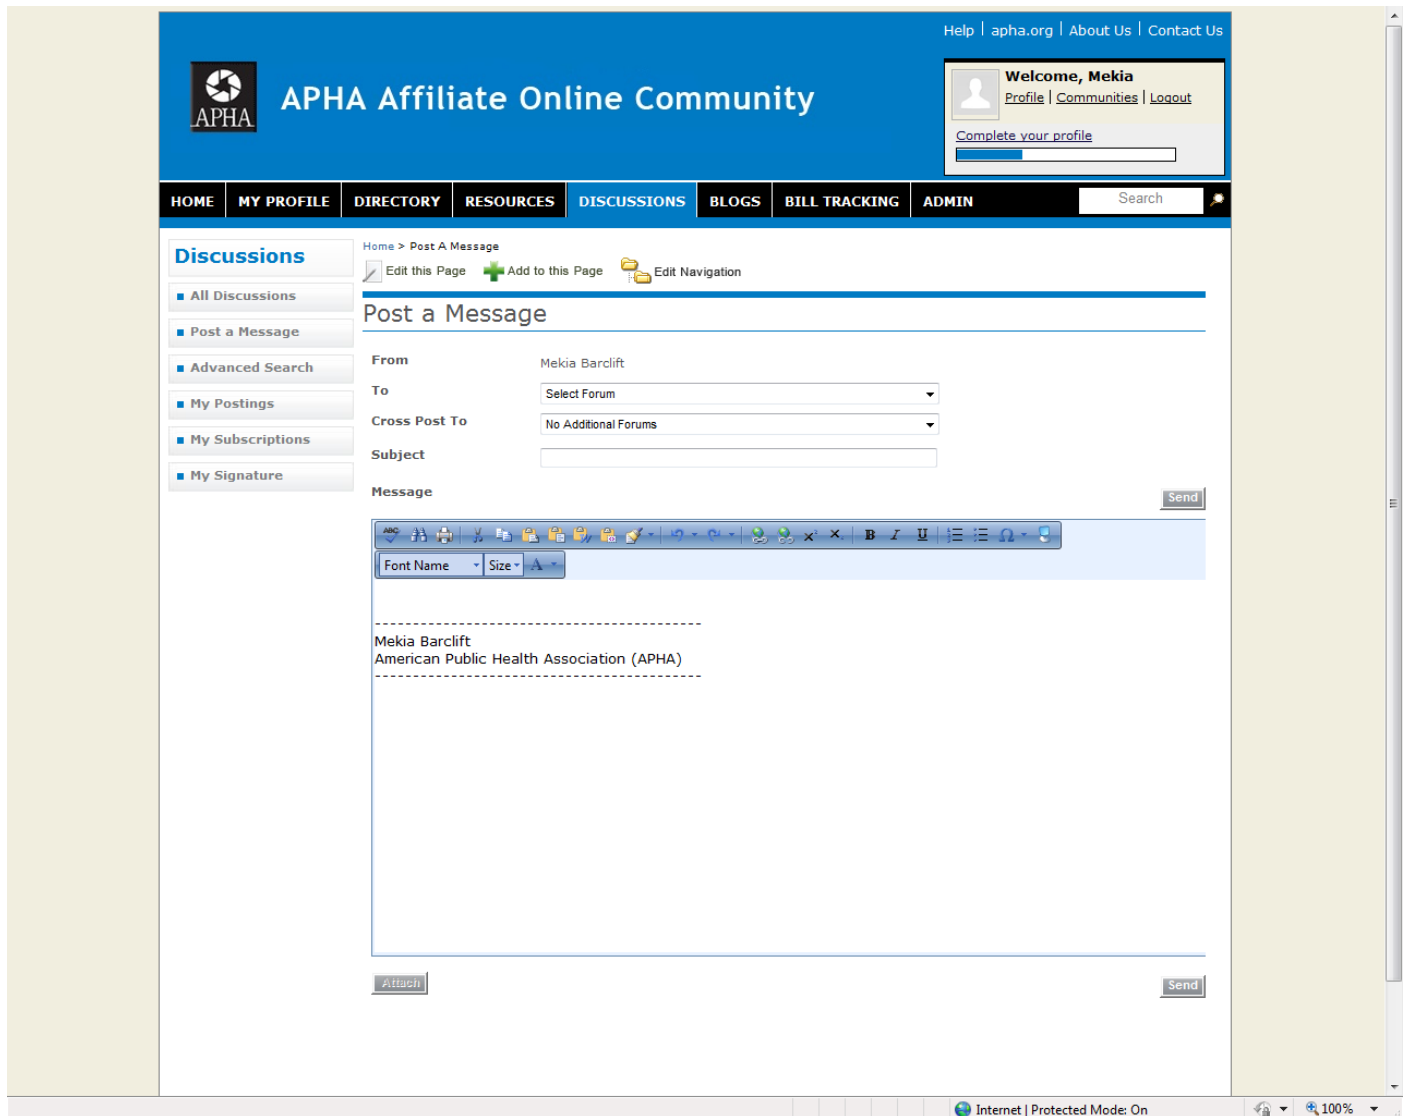 Help | apha.org | About Us | Contact Us
APHA
APHA Affiliate Online Community
Welcome, Mekia
Profile | Communities | Logout
Complete your profile
HOME MY PROFILE DIRECTORY RESOURCES DISCUSSIONS BLOGS BILL TRACKING ADMIN Search
Discussions
All Discussions
Post a Message
Advanced Search
My Postings
My Subscriptions
My Signature
Home > Post A Message
Edit this Page Add to this Page Edit Navigation
Post a Message
From Mekia Barclift
To Select Forum
Cross Post To No Additional Forums
Subject
Message
Send
ABC x² x₂ B I U Ω
Font Name Size A
-------------------------------------------
Mekia Barclift
American Public Health Association (APHA)
-------------------------------------------
Attach Send
Internet | Protected Mode: On 100%